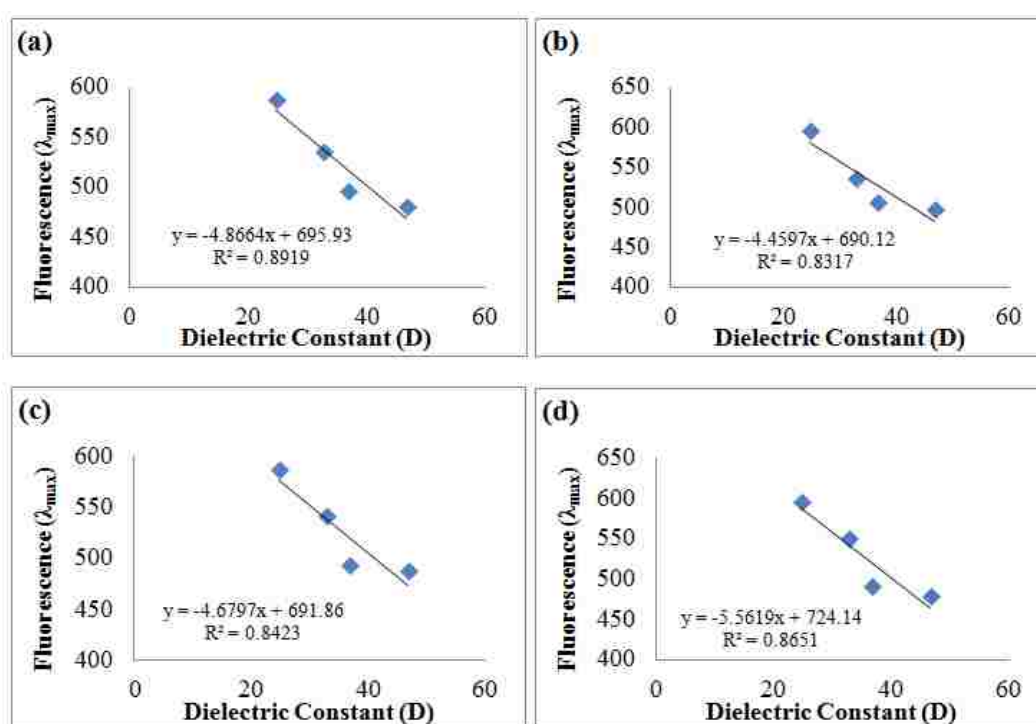 (a)
Fluorescence (λmax)
600
550
500
450
400
y = -4.8664x + 695.93
R² = 0.8919
0 20 40 60
Dielectric Constant (D)
(b)
Fluorescence (λmax)
650
600
550
500
450
400
y = -4.4597x + 690.12
R² = 0.8317
0 20 40 60
Dielectric Constant (D)
(c)
Fluorescence (λmax)
600
550
500
450
400
y = -4.6797x + 691.86
R² = 0.8423
0 20 40 60
Dielectric Constant (D)
(d)
Fluorescence (λmax)
650
600
550
500
450
400
y = -5.5619x + 724.14
R² = 0.8651
0 20 40 60
Dielectric Constant (D)